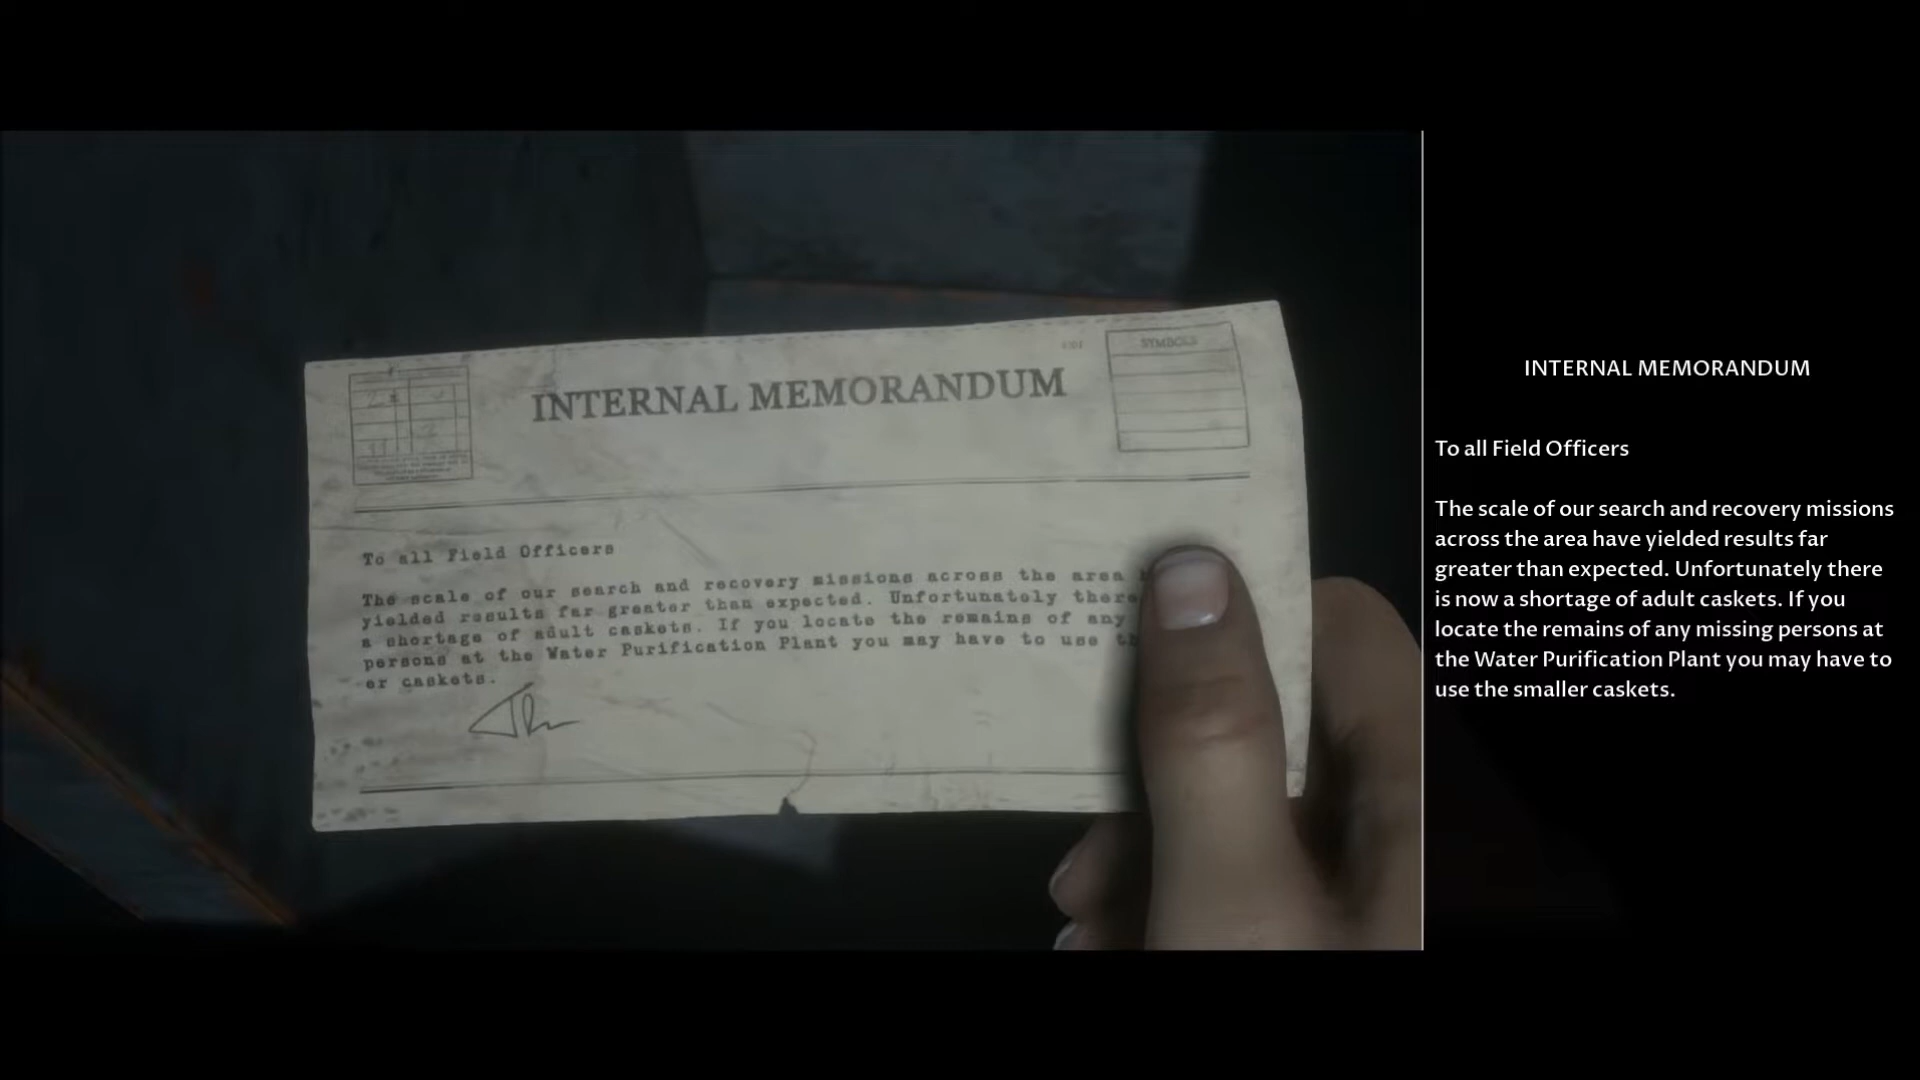 SYMBOLS
INTERNAL MEMORANDUM
To all Field Officers
The scale of our search and recovery missions across the area
yielded results far greater than expected. Unfortunately there
a shortage of adult caskets. If you locate the remains of any
persons at the Water Purification Plant you may have to use
er caskets.
INTERNAL MEMORANDUM
To all Field Officers
The scale of our search and recovery missions
across the area have yielded results far
greater than expected. Unfortunately there
is now a shortage of adult caskets. If you
locate the remains of any missing persons at
the Water Purification Plant you may have to
use the smaller caskets.